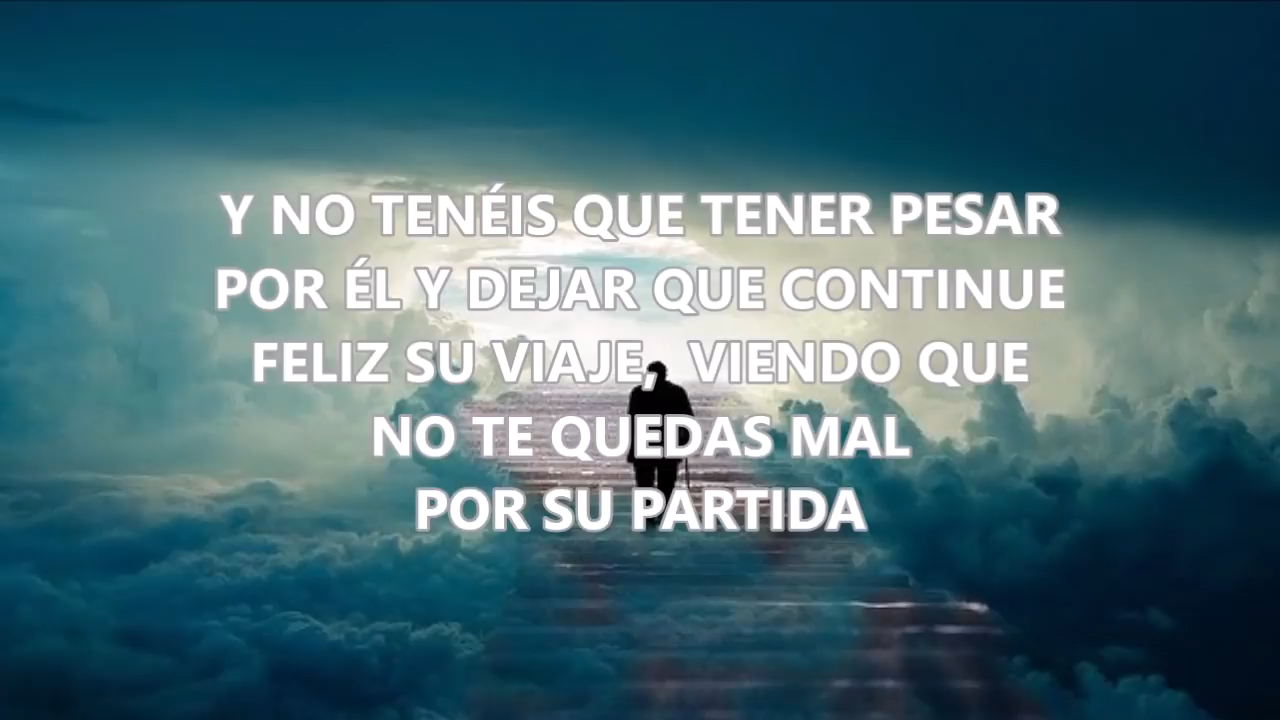 Y NO TENÉIS QUE TENER PESAR
POR ÉL Y DEJAR QUE CONTINUE
FELIZ SU VIAJE, VIENDO QUE
NO TE QUEDAS MAL
POR SU PARTIDA